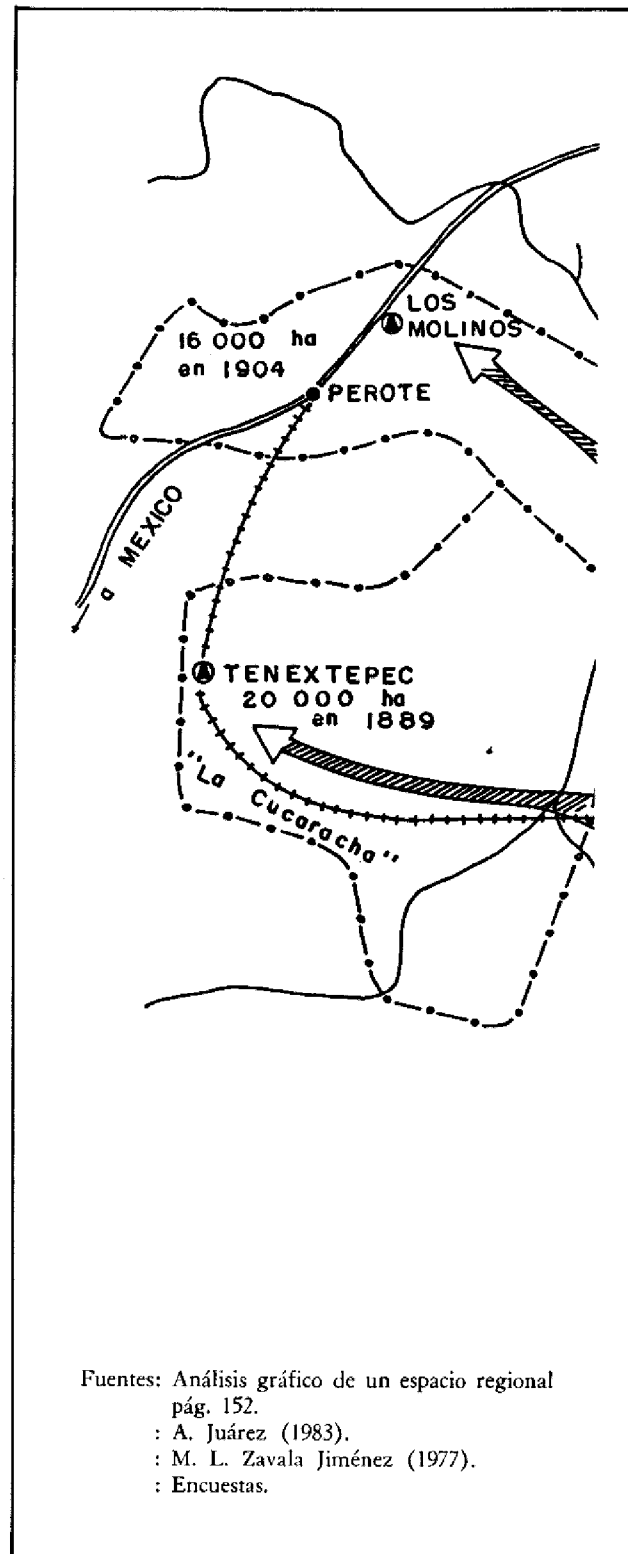 16 000 ha
en 1904
LOS
MOLINOS
PEROTE
a MEXICO
TENEXTEPEC
20 000 ha
en 1889
"La Cucaracha"
Fuentes: Análisis gráfico de un espacio regional
pág. 152.
: A. Juárez (1983).
: M. L. Zavala Jiménez (1977).
: Encuestas.